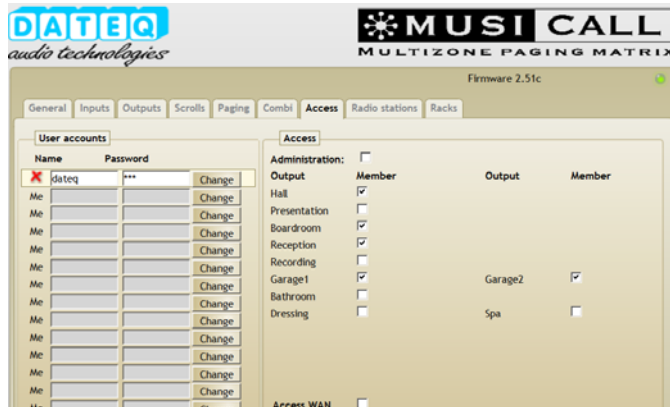 DATEQ
audio technologies
MUSI CALL
MULTIZONE PAGING MATRIX
Firmware 2.51c
General Inputs Outputs Scrolls Paging Combi Access Radio stations Racks
User accounts
Name Password
dateq *** Change
Me Change
Me Change
Me Change
Me Change
Me Change
Me Change
Me Change
Me Change
Me Change
Me Change
Me Change
Me Change
Me
Access
Administration:
Output Member Output Member
Hall
Presentation
Boardroom
Reception
Recording
Garage1 Garage2
Bathroom
Dressing Spa
Access WAN